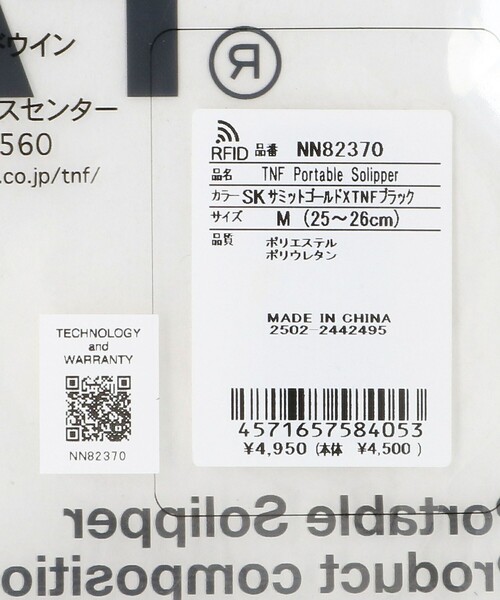 ドウイン
スセンター
560
.co.jp/tnf/
®
RFID 品番 NN82370
品名 TNF Portable Solipper
カラー SK サミットゴールドXTNFブラック
サイズ M (25～26cm)
品質 ポリエステル
ポリウレタン
MADE IN CHINA
2502-2442495
4571657584053
¥4,950 (本体 ¥4,500 )
TECHNOLOGY
and
WARRANTY
NN82370
ortable Solipper
Product compositio